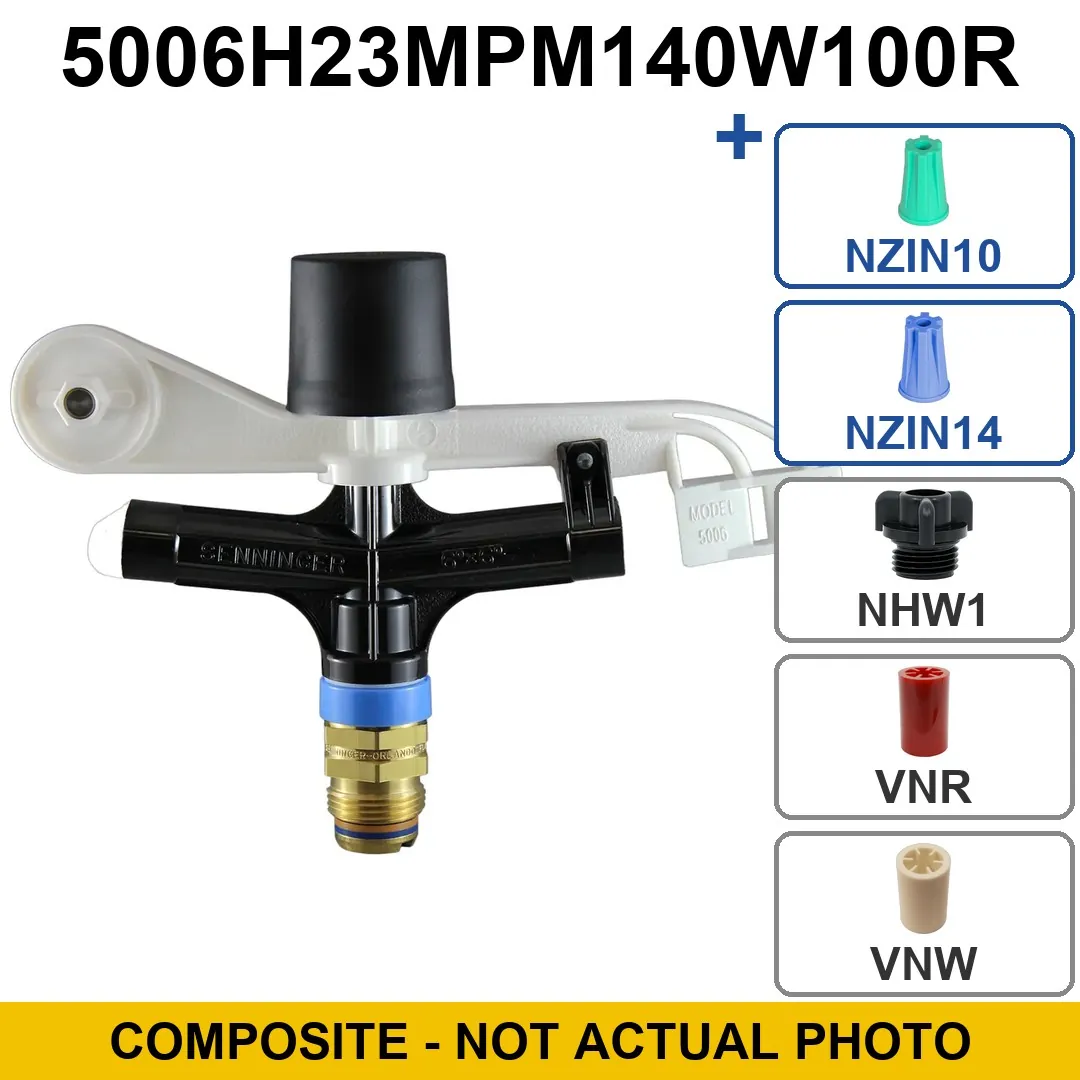 5006H23MPM140W100R
+
NZIN10
NZIN14
NHW1
VNR
VNW
SENNINGER
MODEL
5006
COMPOSITE - NOT ACTUAL PHOTO